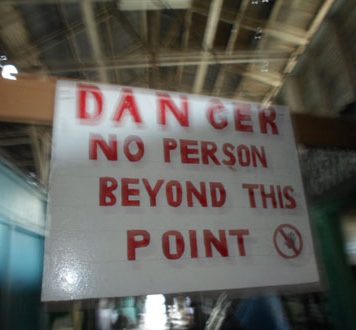 DANGER
NO PERSON
BEYOND THIS
POINT